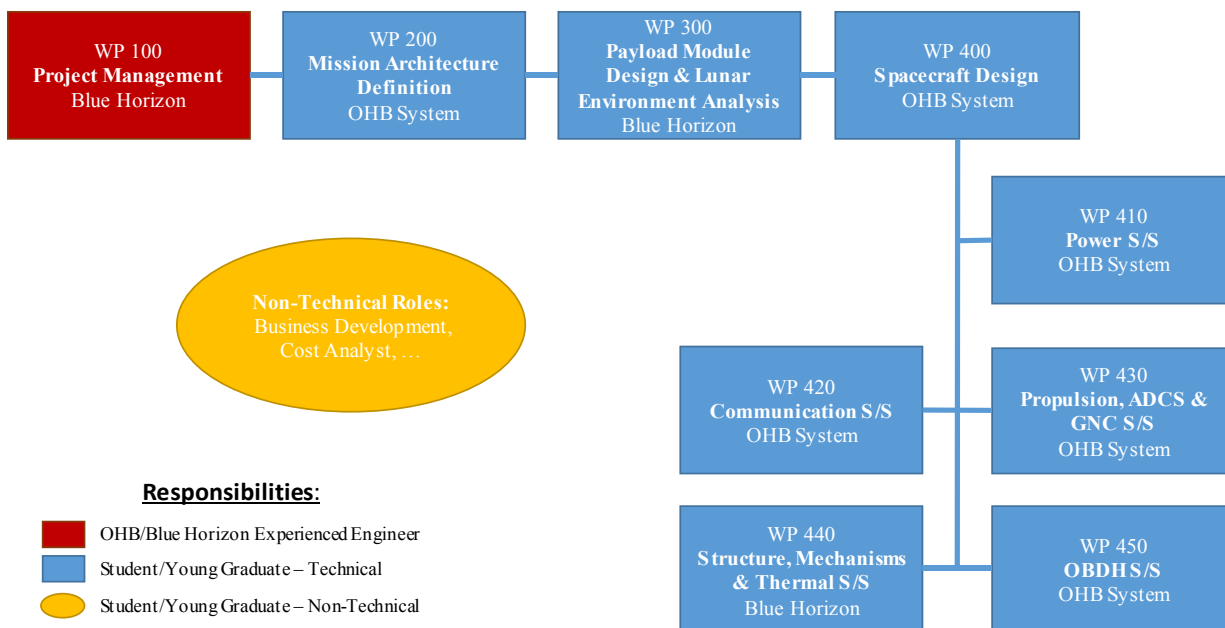 WP 100
Project Management
Blue Horizon
WP 200
Mission Architecture
Definition
OHB System
WP 300
Payload Module
Design & Lunar
Environment Analysis
Blue Horizon
WP 400
Spacecraft Design
OHB System
WP 410
Power S/S
OHB System
Non-Technical Roles:
Business Development,
Cost Analyst, …
WP 420
Communication S/S
OHB System
WP 430
Propulsion, ADCS &
GNC S/S
OHB System
WP 440
Structure, Mechanisms
& Thermal S/S
Blue Horizon
WP 450
OBDH S/S
OHB System
Responsibilities:
OHB/Blue Horizon Experienced Engineer
Student/Young Graduate – Technical
Student/Young Graduate – Non-Technical